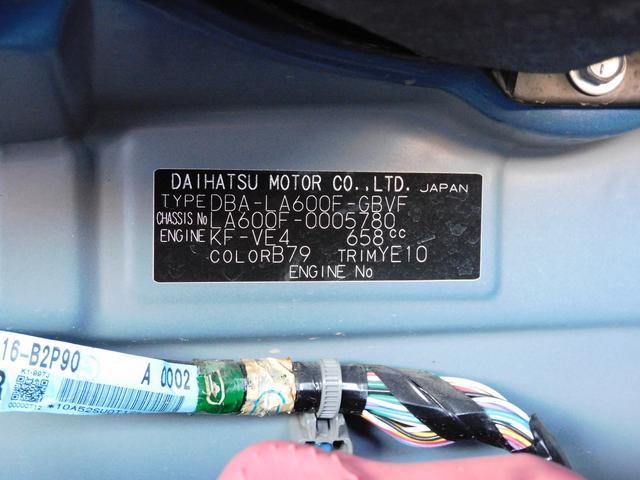 DAIHATSU MOTOR CO.,LTD. JAPAN
TYPE DBA-LA600F-GBVF
CHASSIS No LA600F-0005780
ENGINE KF-VE4 658cc
COLOR B79 TRIM YE10
ENGINE No
16-B2P90
A 0002